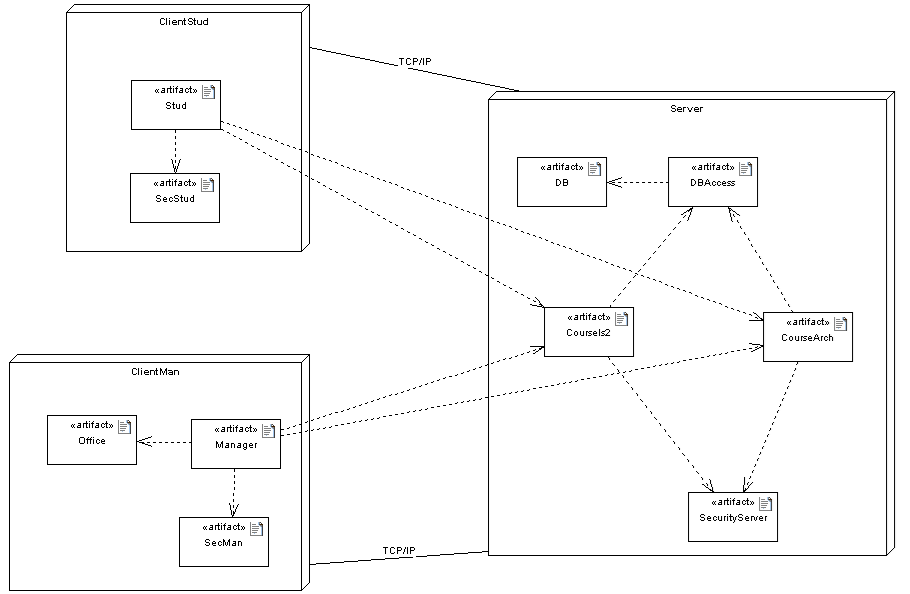 ClientStud
«artifact»
Stud
«artifact»
SecStud
TCP/IP
Server
«artifact»
DB
«artifact»
DBAccess
«artifact»
CourseIs2
«artifact»
CourseArch
«artifact»
SecurityServer
ClientMan
«artifact»
Office
«artifact»
Manager
«artifact»
SecMan
TCP/IP